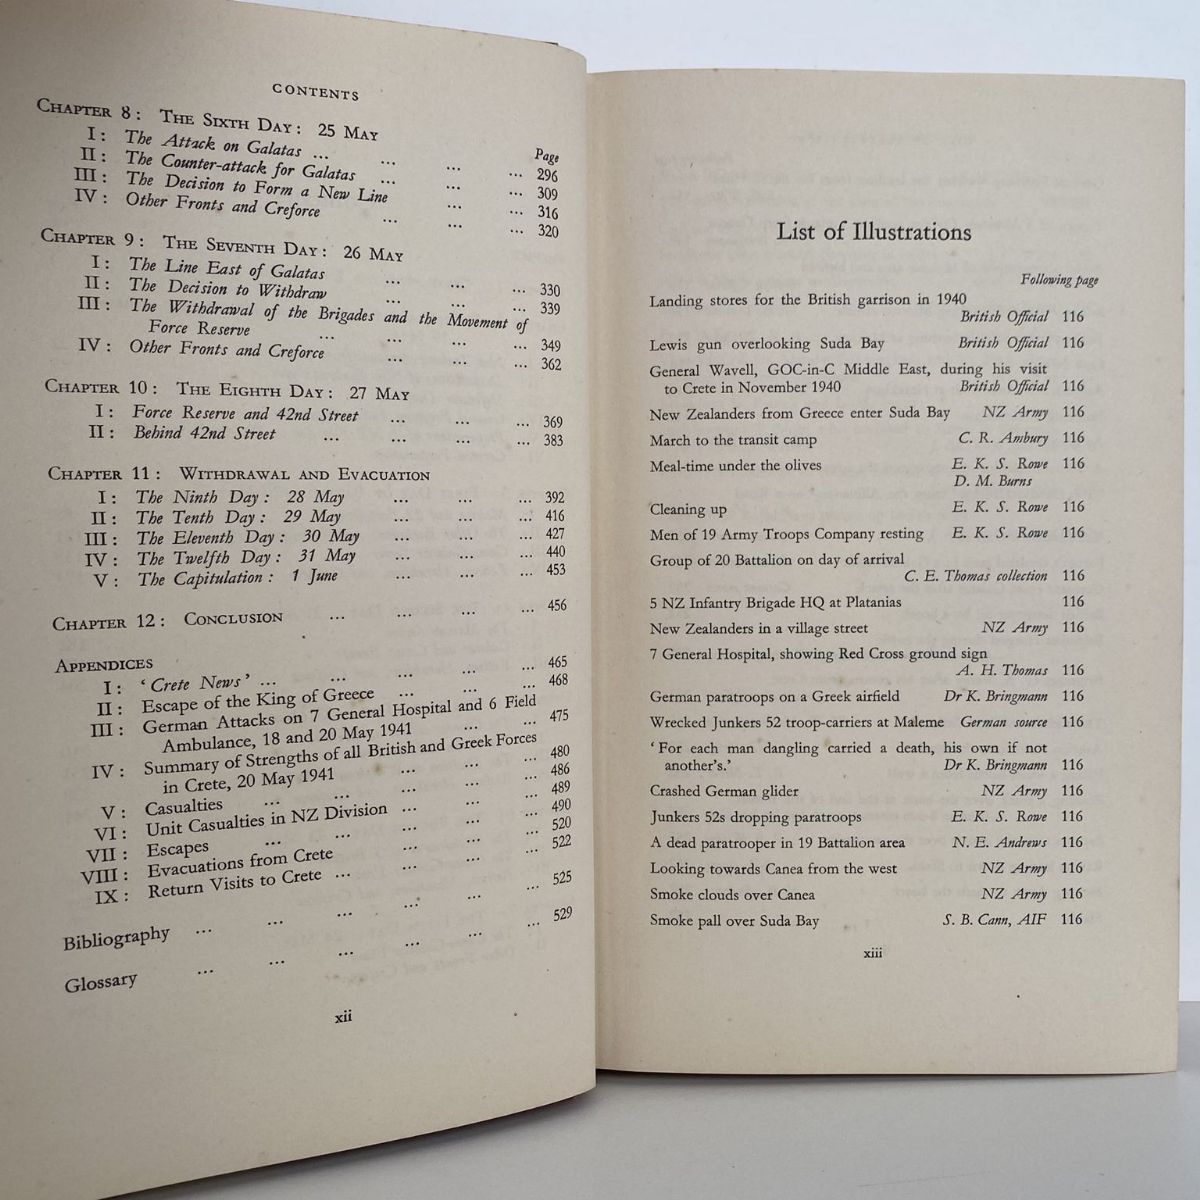 CONTENTS
CHAPTER 8: THE SIXTH DAY: 25 MAY
Page
I: The Attack on Galatas ... ... ... ... 296
II: The Counter-attack for Galatas ... ... ... 309
III: The Decision to Form a New Line ... ... 316
IV: Other Fronts and Creforce ... ... ... 320
CHAPTER 9: THE SEVENTH DAY: 26 MAY
I: The Line East of Galatas ... ... ... 330
II: The Decision to Withdraw ... ... ... 339
III: The Withdrawal of the Brigades and the Movement of
Force Reserve ... ... ... ... 349
IV: Other Fronts and Creforce ... ... ... 362
CHAPTER 10: THE EIGHTH DAY: 27 MAY
I: Force Reserve and 42nd Street ... ... ... 369
II: Behind 42nd Street ... ... ... ... 383
CHAPTER 11: WITHDRAWAL AND EVACUATION
I: The Ninth Day: 28 May ... ... ... 392
II: The Tenth Day: 29 May ... ... ... 416
III: The Eleventh Day: 30 May ... ... ... 427
IV: The Twelfth Day: 31 May ... ... ... 440
V: The Capitulation: 1 June ... ... ... 453
CHAPTER 12: CONCLUSION ... ... ... ... 456
APPENDICES
I: ‘Crete News’ ... ... ... ... ... 465
II: Escape of the King of Greece ... ... ... 468
III: German Attacks on 7 General Hospital and 6 Field
Ambulance, 18 and 20 May 1941 ... ... 475
IV: Summary of Strengths of all British and Greek Forces
in Crete, 20 May 1941 ... ... ... 480
V: Casualties ... ... ... ... ... 486
VI: Unit Casualties in NZ Division ... ... ... 489
VII: Escapes ... ... ... ... ... 490
VIII: Evacuations from Crete ... ... ... 520
IX: Return Visits to Crete ... ... ... ... 522
Bibliography ... ... ... ... ... ... 525
Glossary ... ... ... ... ... ... 529
xii
List of Illustrations
Following page
Landing stores for the British garrison in 1940
British Official 116
Lewis gun overlooking Suda Bay British Official 116
General Wavell, GOC-in-C Middle East, during his visit
to Crete in November 1940 British Official 116
New Zealanders from Greece enter Suda Bay NZ Army 116
March to the transit camp C. R. Ambury 116
Meal-time under the olives E. K. S. Rowe 116
D. M. Burns
Cleaning up E. K. S. Rowe 116
Men of 19 Army Troops Company resting E. K. S. Rowe 116
Group of 20 Battalion on day of arrival
C. E. Thomas collection 116
5 NZ Infantry Brigade HQ at Platanias 116
New Zealanders in a village street NZ Army 116
7 General Hospital, showing Red Cross ground sign
A. H. Thomas 116
German paratroops on a Greek airfield Dr K. Bringmann 116
Wrecked Junkers 52 troop-carriers at Maleme German source 116
‘For each man dangling carried a death, his own if not
another's.’ Dr K. Bringmann 116
Crashed German glider NZ Army 116
Junkers 52s dropping paratroops E. K. S. Rowe 116
A dead paratrooper in 19 Battalion area N. E. Andrews 116
Looking towards Canea from the west NZ Army 116
Smoke clouds over Canea NZ Army 116
Smoke pall over Suda Bay S. B. Cann, AIF 116
xiii